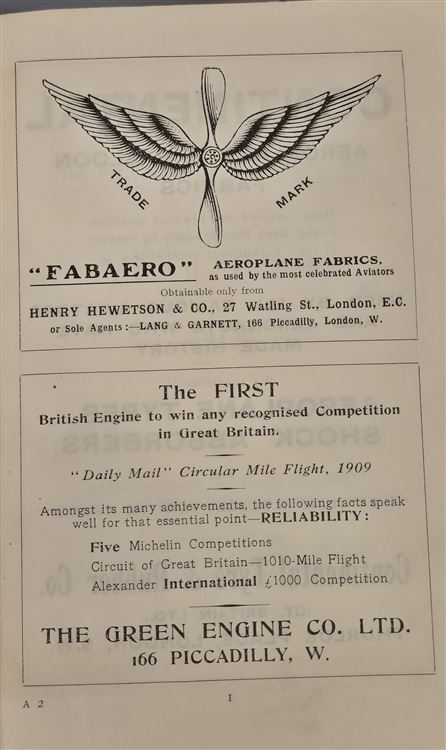 TRADE
MARK
"FABAERO"
AEROPLANE FABRICS,
as used by the most celebrated Aviators
Obtainable only from
HENRY HEWETSON & CO., 27 Watling St., London, E.C.
or Sole Agents:—LANG & GARNETT, 166 Piccadilly, London, W.
The FIRST
British Engine to win any recognised Competition
in Great Britain.
"Daily Mail" Circular Mile Flight, 1909
Amongst its many achievements, the following facts speak
well for that essential point—RELIABILITY:
Five Michelin Competitions
Circuit of Great Britain—1010-Mile Flight
Alexander International £1000 Competition
THE GREEN ENGINE CO. LTD.
166 PICCADILLY, W.
A 2
I